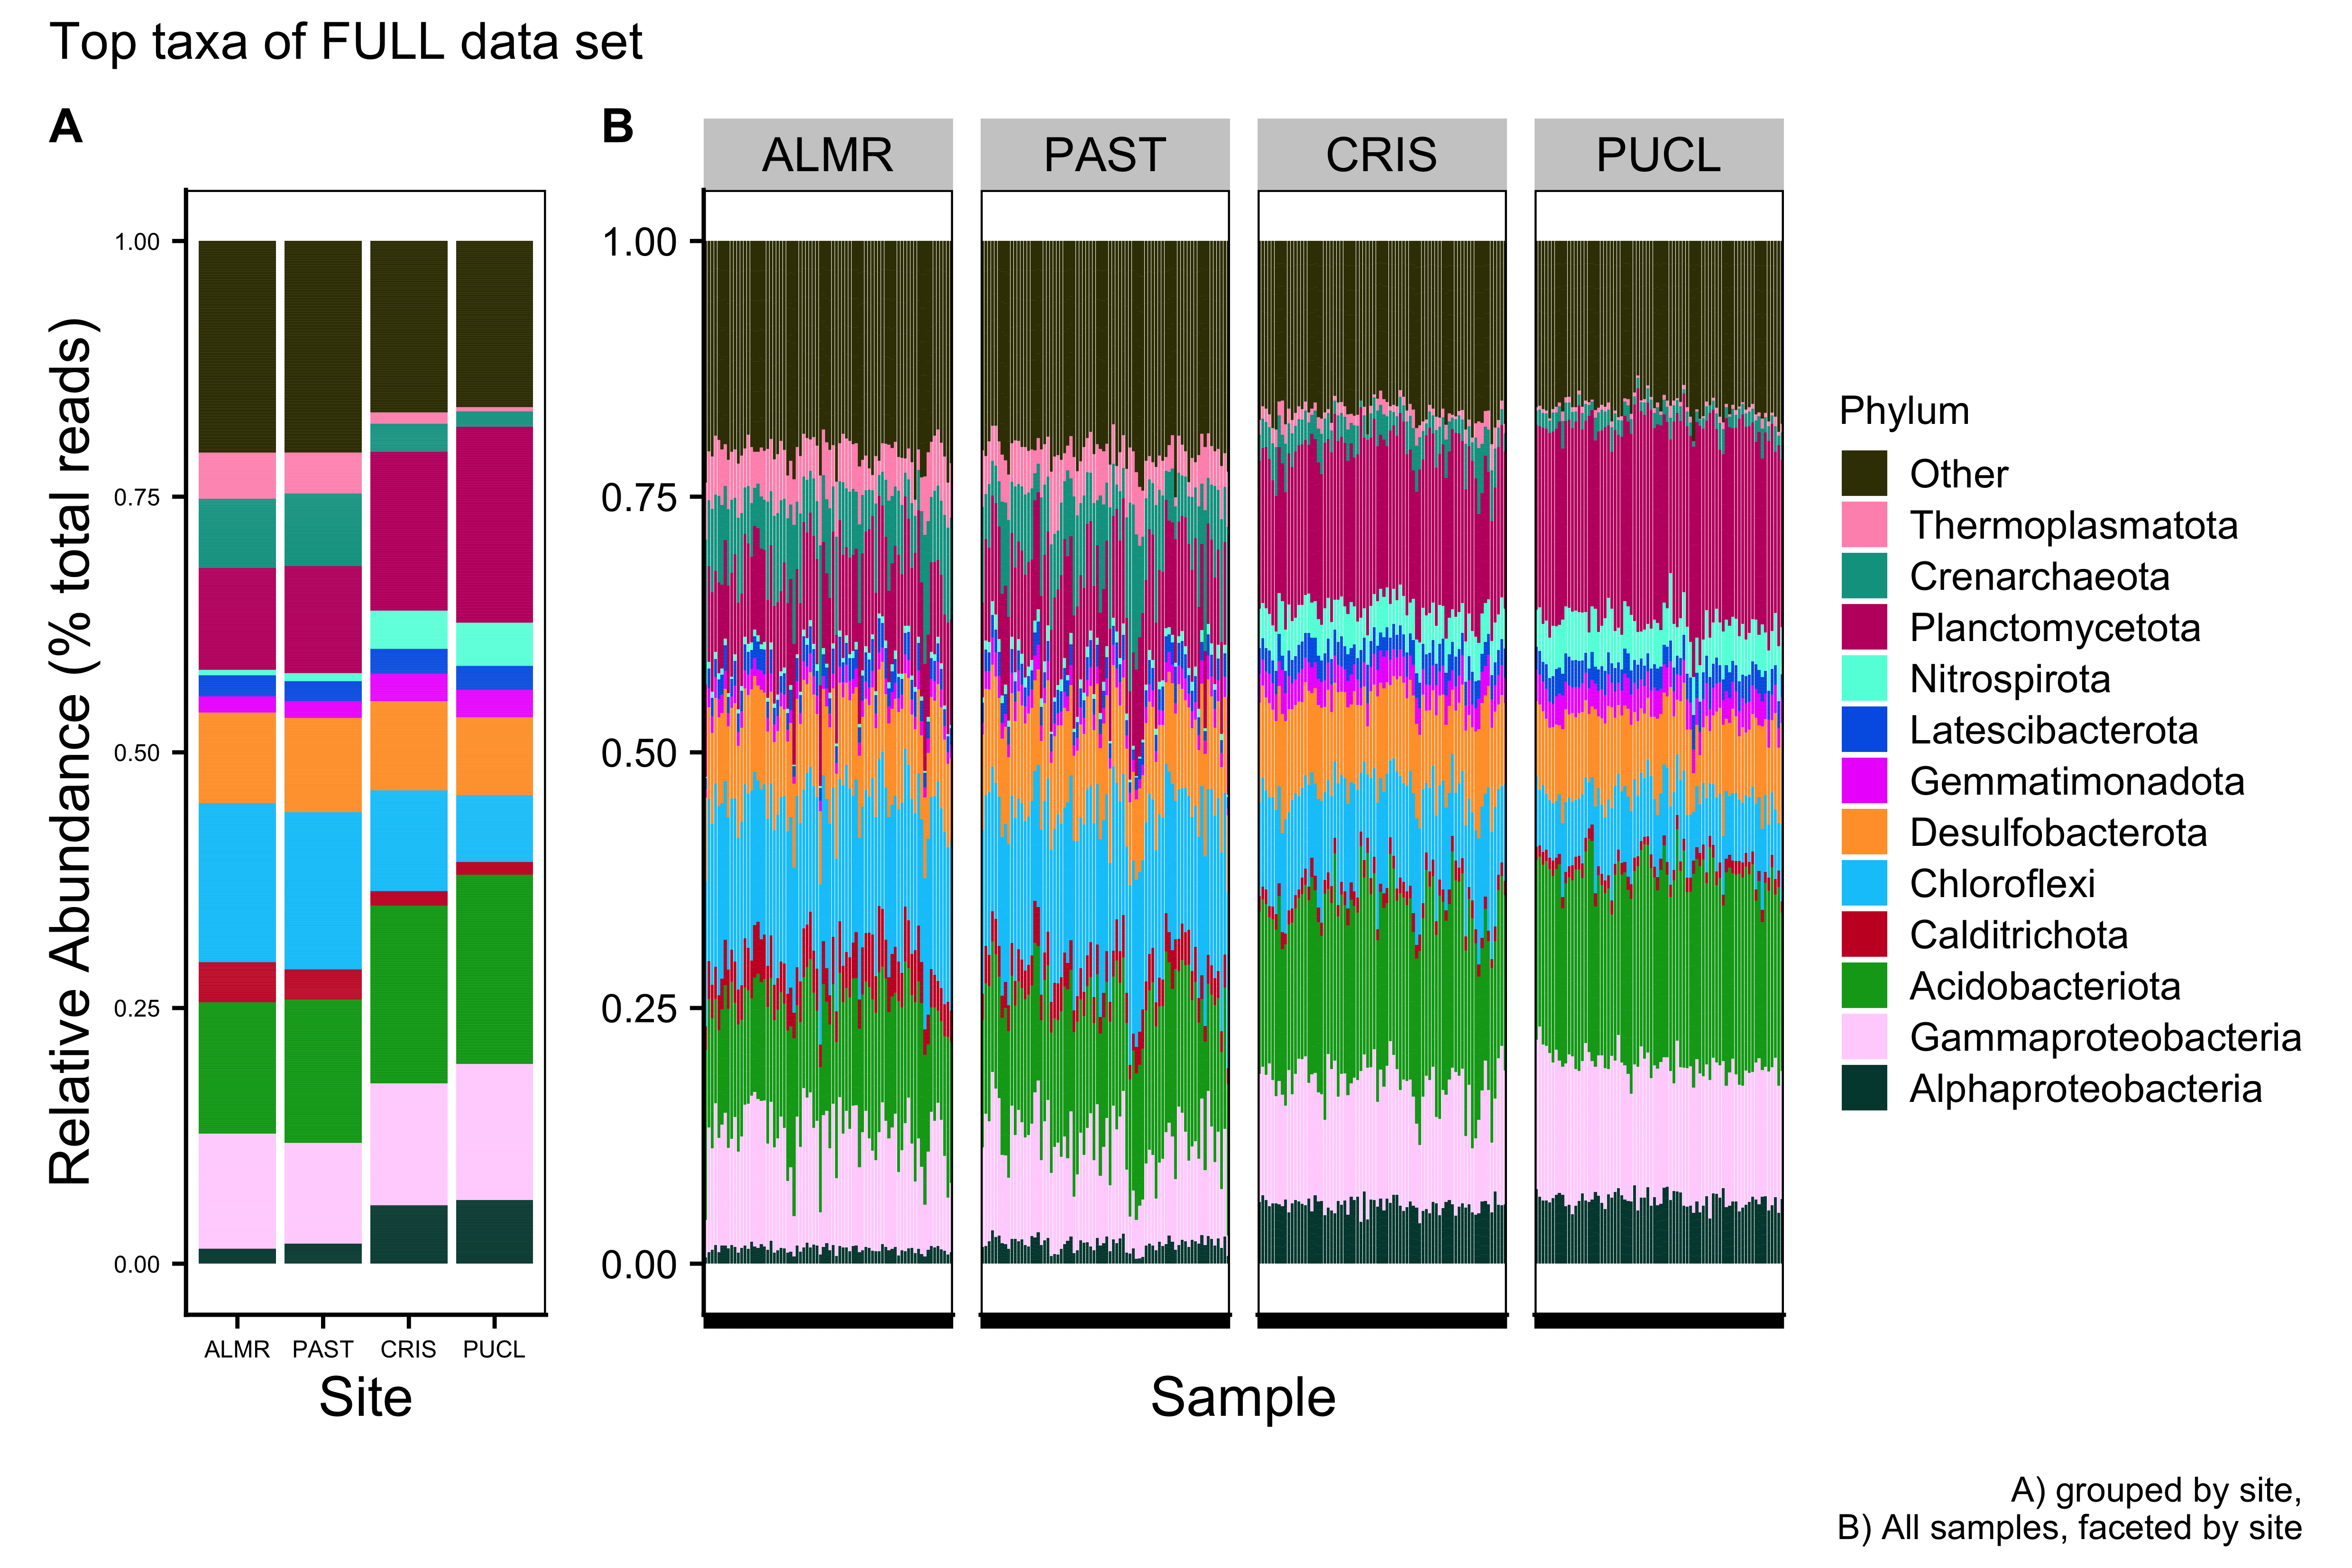 Top taxa of FULL data set
A
B
ALMR
PAST
CRIS
PUCL
Relative Abundance (% total reads)
1.00
0.75
0.50
0.25
0.00
ALMR
PAST
CRIS
PUCL
Site
1.00
0.75
0.50
0.25
0.00
Sample
Phylum
Other
Thermoplasmatota
Crenarchaeota
Planctomycetota
Nitrospirota
Latescibacterota
Gemmatimonadota
Desulfobacterota
Chloroflexi
Calditrichota
Acidobacteriota
Gammaproteobacteria
Alphaproteobacteria
A) grouped by site,
B) All samples, faceted by site